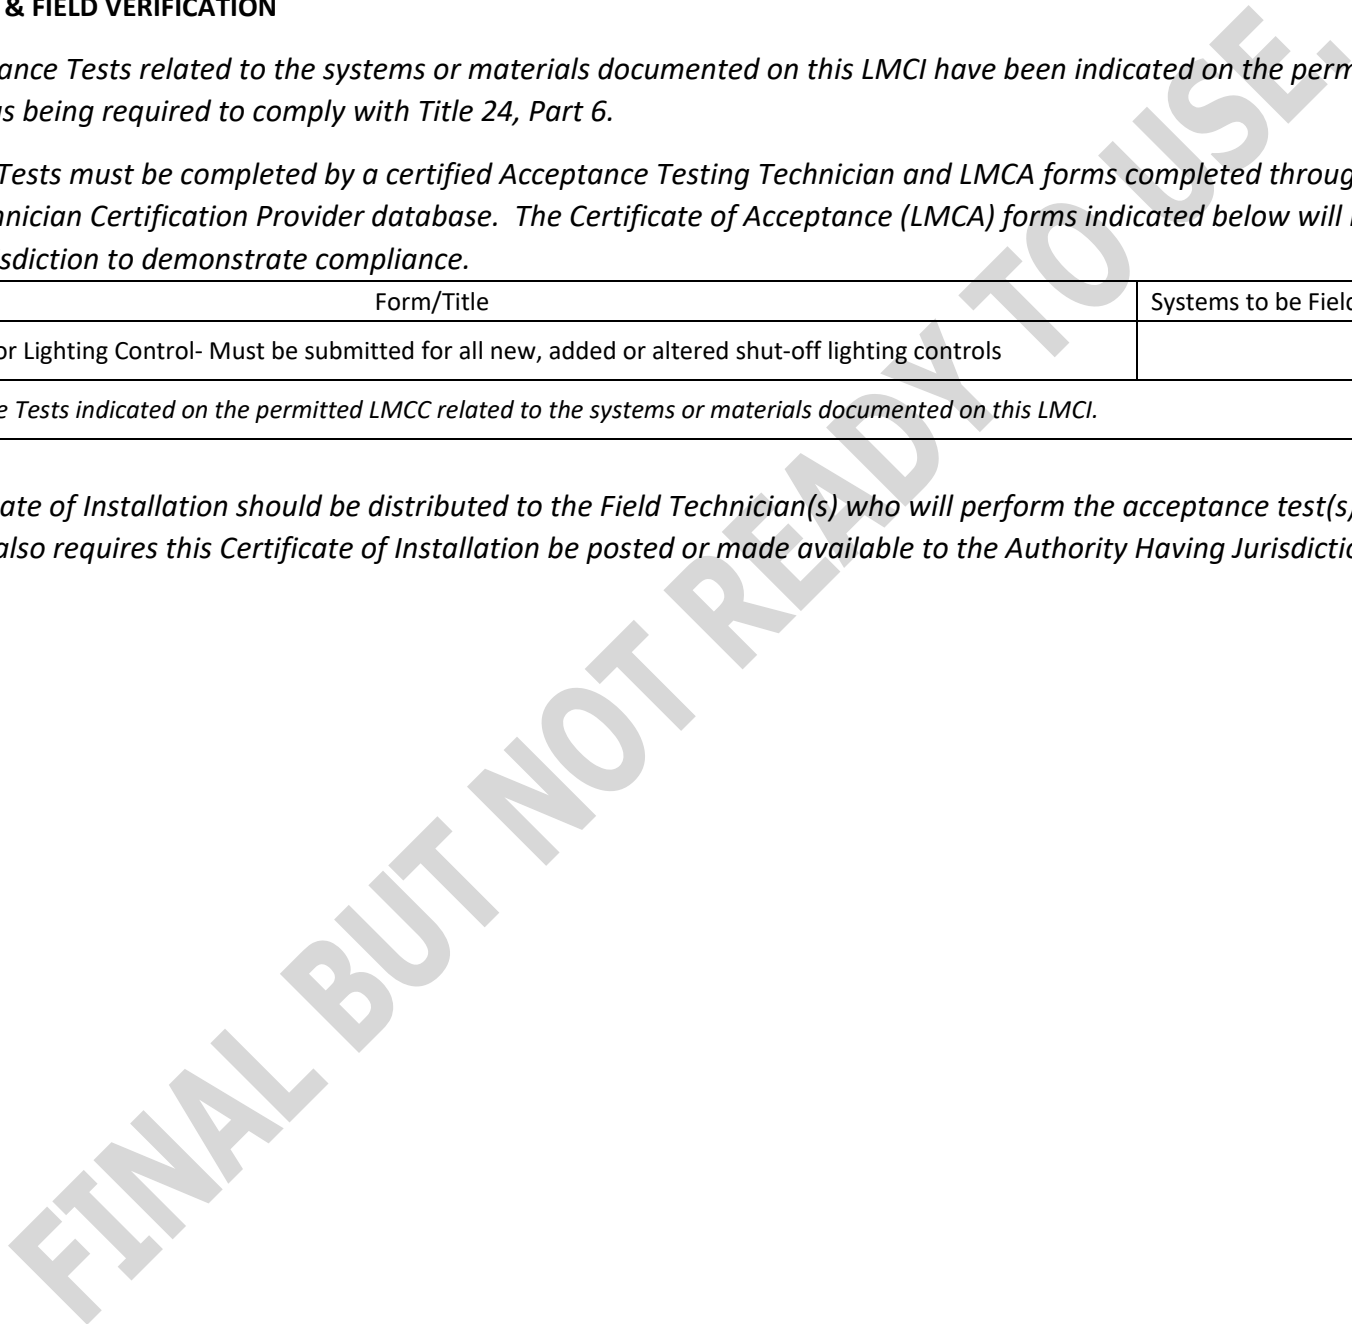 & FIELD VERIFICATION
ance Tests related to the systems or materials documented on this LMCI have been indicated on the perm
as being required to comply with Title 24, Part 6.
Tests must be completed by a certified Acceptance Testing Technician and LMCA forms completed throug
hnician Certification Provider database. The Certificate of Acceptance (LMCA) forms indicated below will
sdiction to demonstrate compliance.
Form/Title Systems to be Field
or Lighting Control- Must be submitted for all new, added or altered shut-off lighting controls
e Tests indicated on the permitted LMCC related to the systems or materials documented on this LMCI.
ate of Installation should be distributed to the Field Technician(s) who will perform the acceptance test(s)
also requires this Certificate of Installation be posted or made available to the Authority Having Jurisdictio
FINAL BUT NOT READY TO USE.